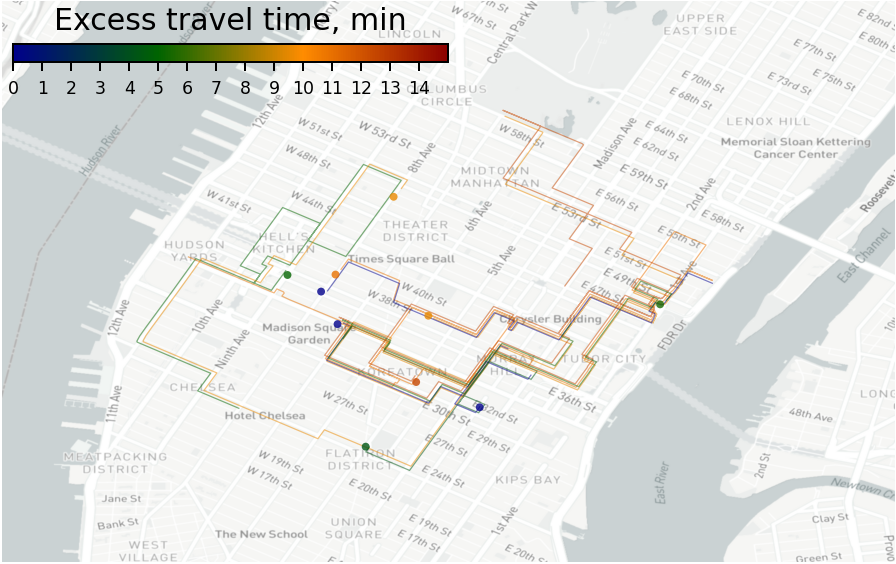 Excess travel time, min
0 1 2 3 4 5 6 7 8 9 10 11 12 13 14
LINCOLN
W 67th St
Central Park W
UPPER
EAST SIDE
E 82nd St
E 80th St
E 77th St
E 75th St
E 73rd St
E 70th St
E 68th St
COLUMBUS
CIRCLE
12th Ave
W 51st St
W 53rd St
W 48th St
8th Ave
W 58th St
Madison Ave
E 64th St
E 62nd St
E 59th St
LENOX HILL
Memorial Sloan Kettering
Cancer Center
Hudson River
MIDTOWN
MANHATTAN
E 56th St
2nd Ave
E 58th St
Roosevelt
W 41st St
W 44th St
6th Ave
E 53rd St
E 55th St
THEATER
DISTRICT
HELL'S
KITCHEN
HUDSON
YARDS
Times Square Ball
5th Ave
E 51st St
E 49th St
E 47th St
1st Ave
East Channel
W 40th St
W 38th St
12th Ave
10th Ave
Ninth Ave
Madison Square
Garden
Chrysler Building
FDR Dr
KOREATOWN
MURRAY
HILL
TUDOR CITY
CHELSEA
11th Ave
W 27th St
E 36th St
Hotel Chelsea
E 30th St
E 32nd St
E 29th St
E 27th St
E 24th St
48th Ave
LONG
MEATPACKING
DISTRICT
W 19th St
W 17th St
FLATIRON
DISTRICT
E 20th St
KIPS BAY
East River
2nd St
Newtown Cr
Jane St
Bank St
The New School
UNION
SQUARE
E 19th St
E 17th St
1st Ave
E 20th St
WEST
VILLAGE
Clay St
Green St
Provo